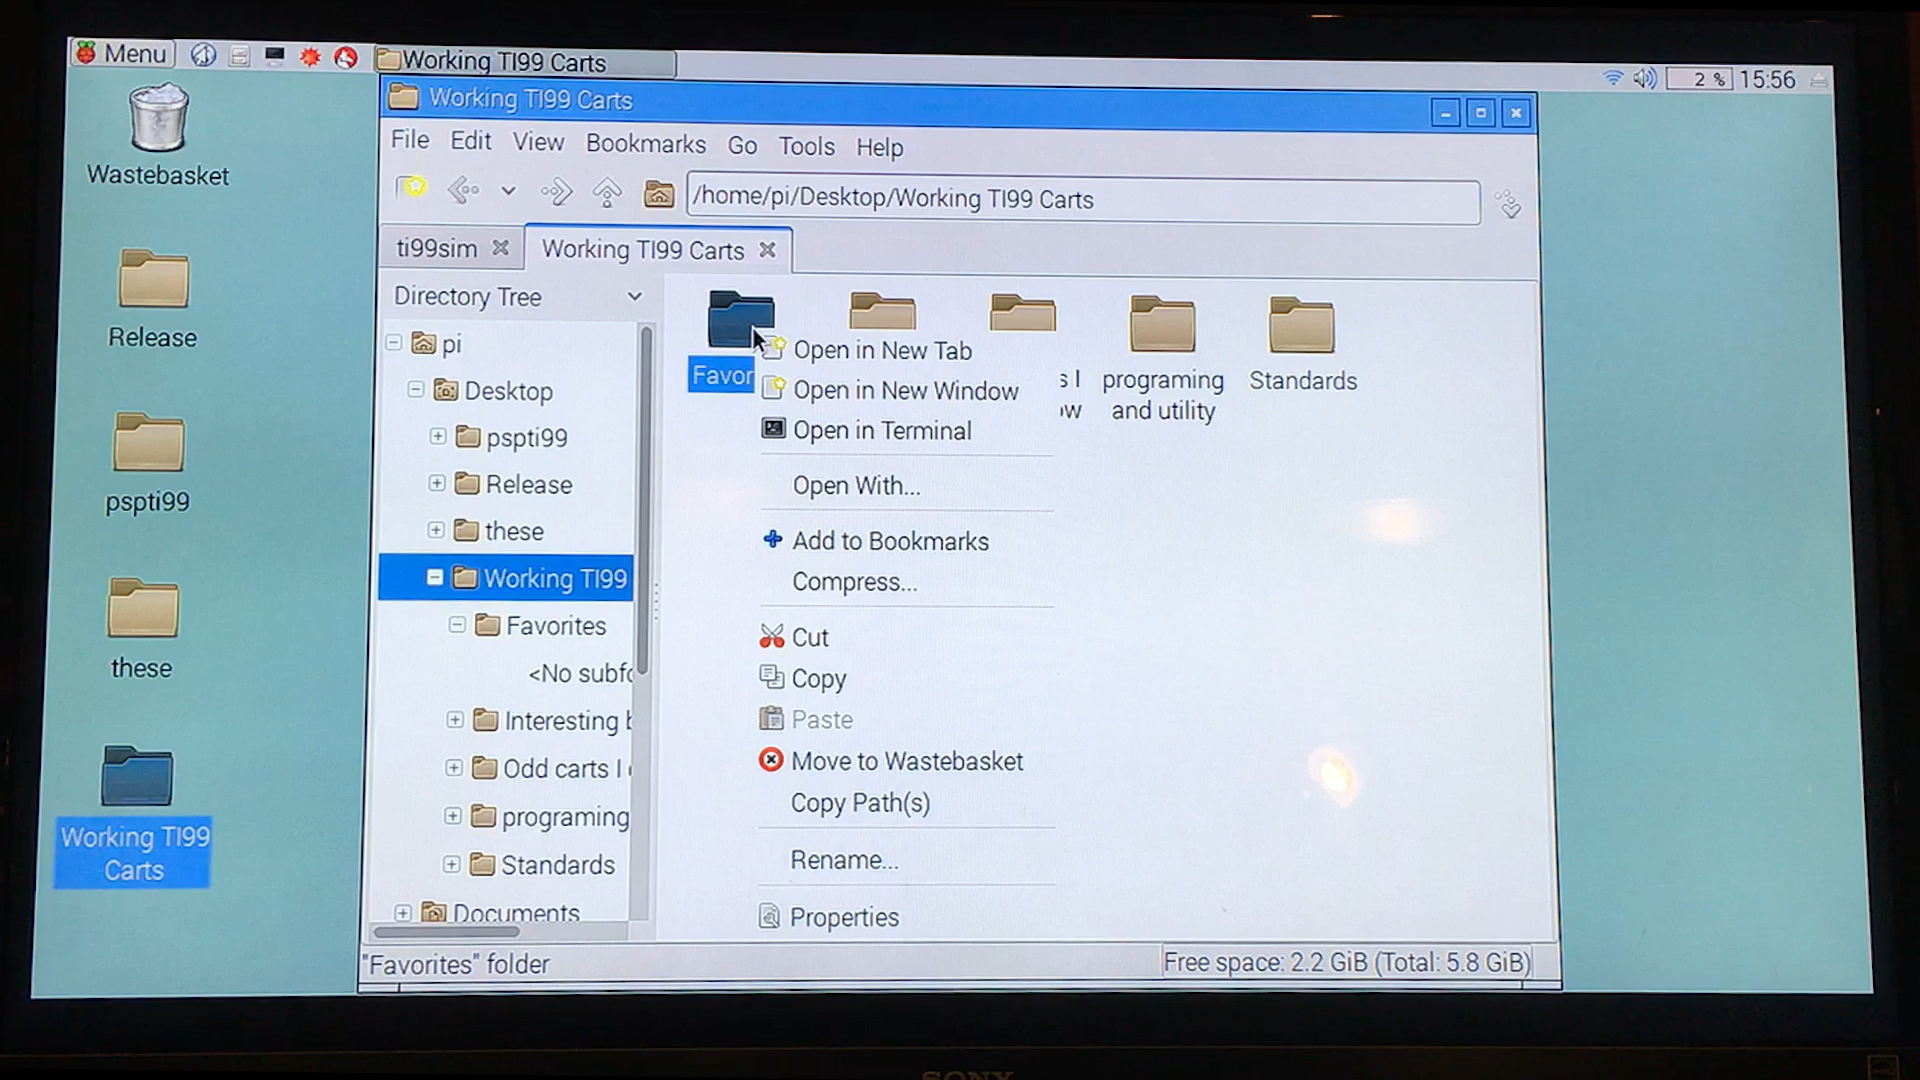 Menu
Working TI99 Carts
2 %
15:56
Wastebasket
Release
pspti99
these
Working TI99
Carts
Working TI99 Carts
File Edit View Bookmarks Go Tools Help
/home/pi/Desktop/Working TI99 Carts
ti99sim
Working TI99 Carts
Directory Tree
pi
Desktop
pspti99
Release
these
Working TI99
Favorites
<No subfo
Interesting
Odd carts I
programing
Standards
Documents
Favor
s I
ow
programing
and utility
Standards
Open in New Tab
Open in New Window
Open in Terminal
Open With...
Add to Bookmarks
Compress...
Cut
Copy
Paste
Move to Wastebasket
Copy Path(s)
Rename...
Properties
"Favorites" folder
Free space: 2.2 GiB (Total: 5.8 GiB)
SONY